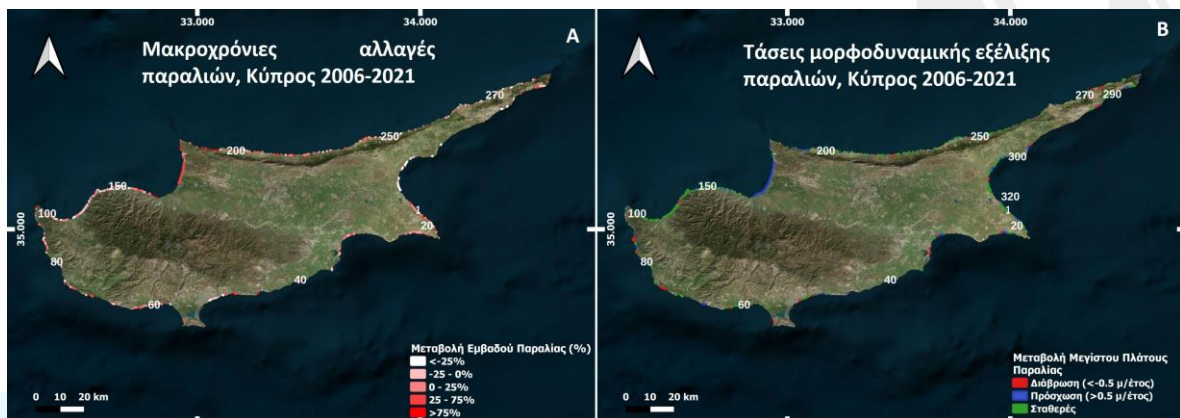 33.000
34.000
Μακροχρόνιες αλλαγές
παραλιών, Κύπρος 2006-2021
A
270
250
200
150
100
35.000
80
60
40
20
1
Μεταβολή Εμβαδού Παραλίας (%)
<-25%
-25 - 0%
0 - 25%
25 - 75%
>75%
0 10 20 km
33.000
34.000
Τάσεις μορφοδυναμικής εξέλιξης
παραλιών, Κύπρος 2006-2021
B
270
290
250
200
300
150
320
1
100
20
35.000
80
60
40
Μεταβολή Μεγίστου Πλάτους
Παραλίας
Διάβρωση (<-0.5 μ/έτος)
Πρόσχωση (>0.5 μ/έτος)
Σταθερές
0 10 20 km